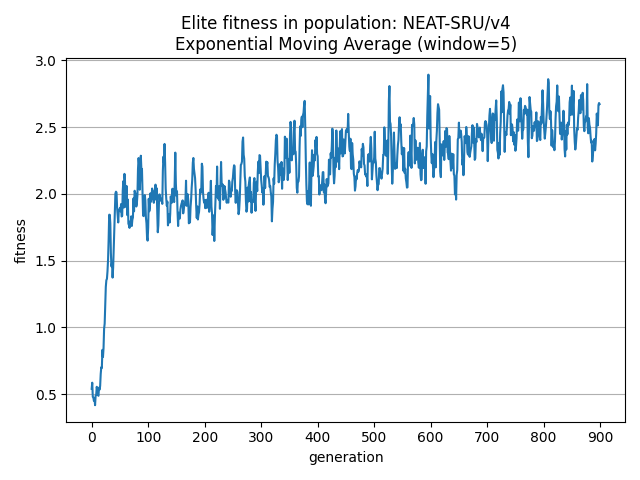 Elite fitness in population: NEAT-SRU/v4
Exponential Moving Average (window=5)
3.0
2.5
2.0
1.5
1.0
0.5
fitness
0 100 200 300 400 500 600 700 800 900
generation